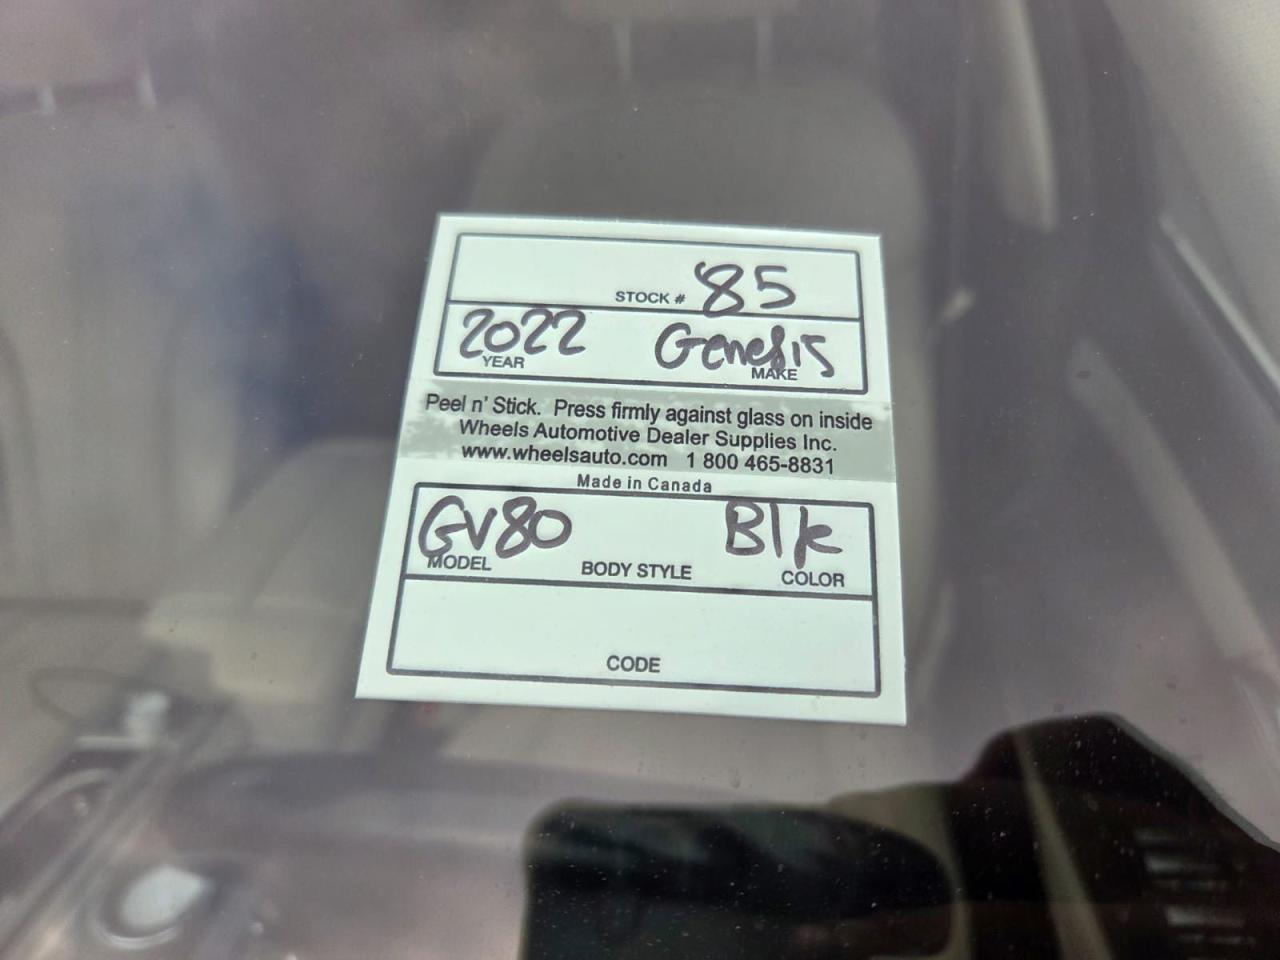 STOCK # 85
2022 Genesis
YEAR MAKE
Peel n' Stick. Press firmly against glass on inside
Wheels Automotive Dealer Supplies Inc.
www.wheelsauto.com 1 800 465-8831
Made in Canada
GV80 Blk
MODEL BODY STYLE COLOR
CODE